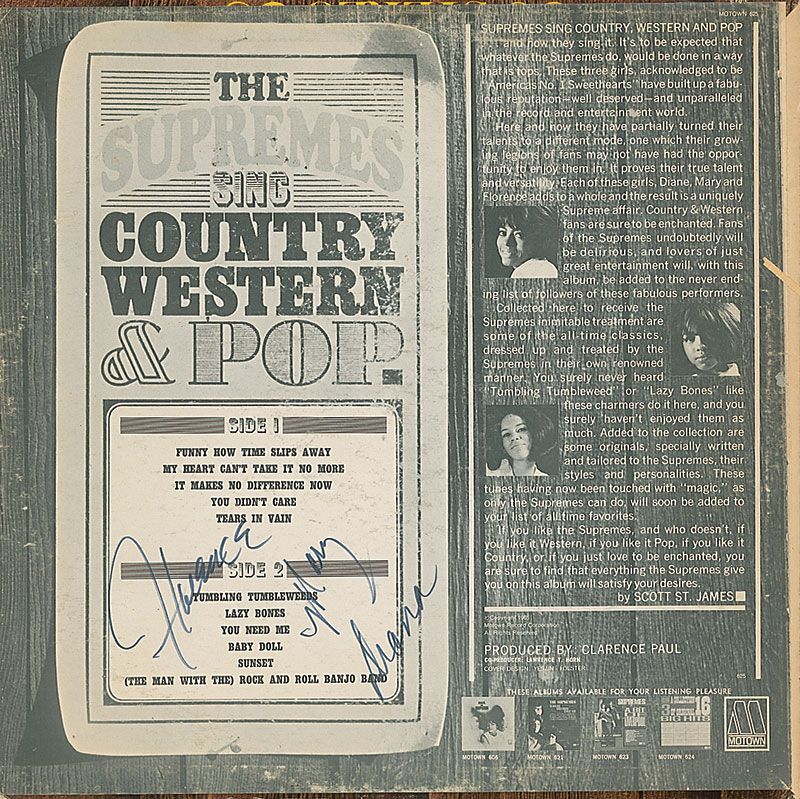 THE
SUPREMES
SING
COUNTRY
WESTERN
& POP
SIDE 1
FUNNY HOW TIME SLIPS AWAY
MY HEART CAN'T TAKE IT NO MORE
IT MAKES NO DIFFERENCE NOW
YOU DIDN'T CARE
TEARS IN VAIN
SIDE 2
TUMBLING TUMBLEWEEDS
LAZY BONES
YOU NEED ME
BABY DOLL
SUNSET
(THE MAN WITH THE) ROCK AND ROLL BANJO BAND
Florence
Mary
Diana
MOTOWN 625
SUPREMES SING COUNTRY, WESTERN AND POP
and how they sing it. It's to be expected that
whatever the Supremes do, would be done in a way
that is tops. These three girls, acknowledged to be
"Americas No. 1 Sweethearts" have built up a fabu-
lous reputation—well deserved—and unparalleled
in the record and entertainment world.
Here and now they have partially turned their
talents to a different mode, one which their grow-
ing legions of fans may not have had the oppor-
tunity to enjoy them in. It proves their true talent
and versatility. Each of these girls, Diane, Mary and
Florence adds to a whole and the result is a uniquely
Supreme affair. Country & Western
fans are sure to be enchanted. Fans
of the Supremes undoubtedly will
be delirious, and lovers of just
great entertainment will, with this
album, be added to the never end-
ing list of followers of these fabulous performers.
Collected here to receive the
Supremes inimitable treatment are
some of the all-time classics,
dressed up and treated by the
Supremes in their own renowned
manner. You surely never heard
"Tumbling Tumbleweed" or "Lazy Bones" like
these charmers do it here, and you
surely haven't enjoyed them as
much. Added to the collection are
some originals, specially written
and tailored to the Supremes, their
styles and personalities. These
tunes having now been touched with "magic," as
only the Supremes can do, will soon be added to
your list of all time favorites.
If you like the Supremes, and who doesn't, if
you like it Western, if you like it Pop, if you like it
Country, or if you just love to be enchanted, you
are sure to find that everything the Supremes give
you on this album will satisfy your desires.
by SCOTT ST. JAMES
© Copyright
Motown Record Corporation
All Rights Reserved
PRODUCED BY: CLARENCE PAUL
CO-PRODUCER: LAWRENCE T. HORN
COVER DESIGN:
625
THESE ALBUMS AVAILABLE FOR YOUR LISTENING PLEASURE
16
BIG HITS
MOTOWN 606
MOTOWN 621
MOTOWN 623
MOTOWN 624
MOTOWN